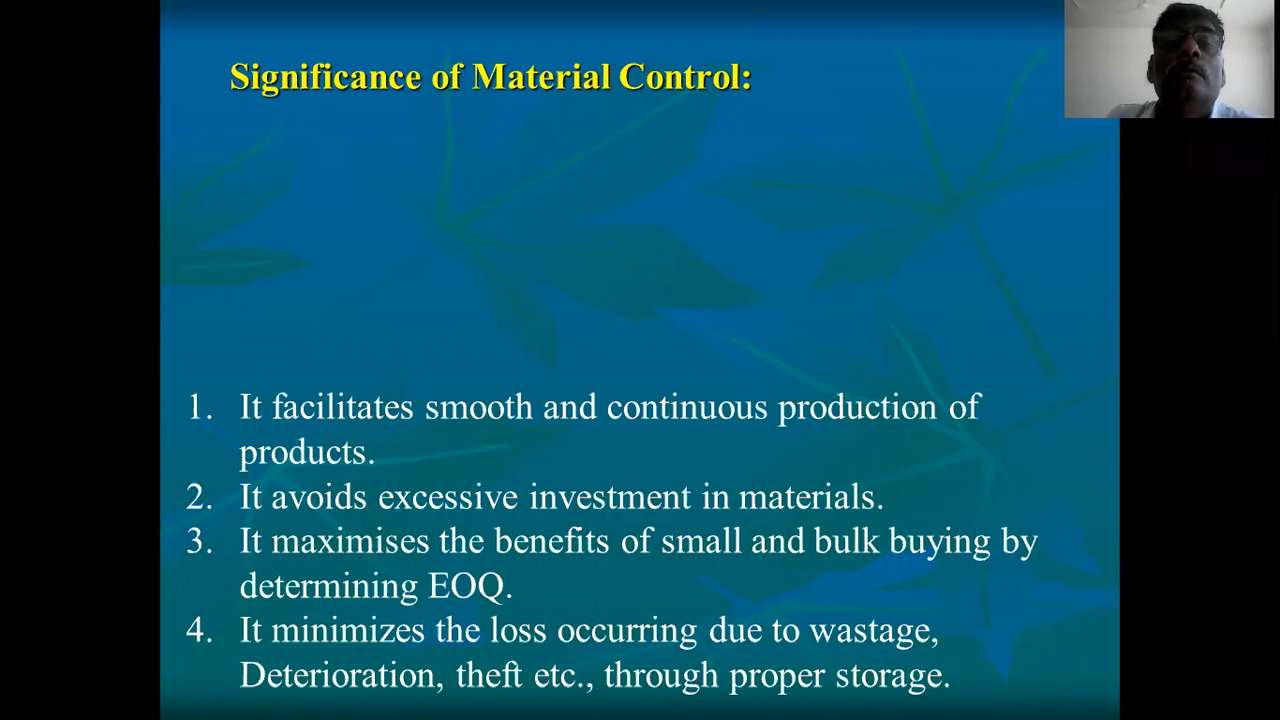 Significance of Material Control:
1. It facilitates smooth and continuous production of
products.
2. It avoids excessive investment in materials.
3. It maximises the benefits of small and bulk buying by
determining EOQ.
4. It minimizes the loss occurring due to wastage,
Deterioration, theft etc., through proper storage.